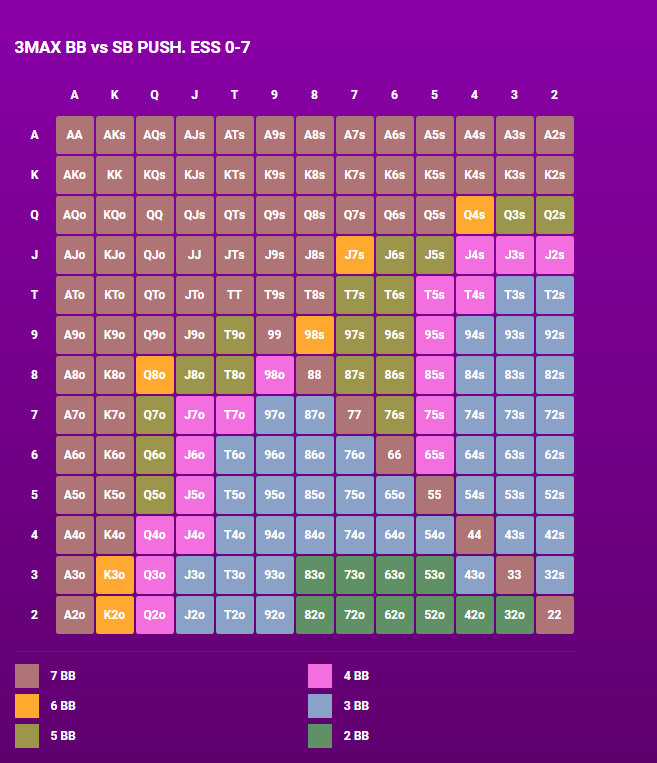 3MAX BB vs SB PUSH. ESS 0-7
A K Q J T 9 8 7 6 5 4 3 2
A AA AKs AQs AJs ATs A9s A8s A7s A6s A5s A4s A3s A2s
K AKo KK KQs KJs KTs K9s K8s K7s K6s K5s K4s K3s K2s
Q AQo KQo QQ QJs QTs Q9s Q8s Q7s Q6s Q5s Q4s Q3s Q2s
J AJo KJo QJo JJ JTs J9s J8s J7s J6s J5s J4s J3s J2s
T ATo KTo QTo JTo TT T9s T8s T7s T6s T5s T4s T3s T2s
9 A9o K9o Q9o J9o T9o 99 98s 97s 96s 95s 94s 93s 92s
8 A8o K8o Q8o J8o T8o 98o 88 87s 86s 85s 84s 83s 82s
7 A7o K7o Q7o J7o T7o 97o 87o 77 76s 75s 74s 73s 72s
6 A6o K6o Q6o J6o T6o 96o 86o 76o 66 65s 64s 63s 62s
5 A5o K5o Q5o J5o T5o 95o 85o 75o 65o 55 54s 53s 52s
4 A4o K4o Q4o J4o T4o 94o 84o 74o 64o 54o 44 43s 42s
3 A3o K3o Q3o J3o T3o 93o 83o 73o 63o 53o 43o 33 32s
2 A2o K2o Q2o J2o T2o 92o 82o 72o 62o 52o 42o 32o 22
7 BB 4 BB
6 BB 3 BB
5 BB 2 BB